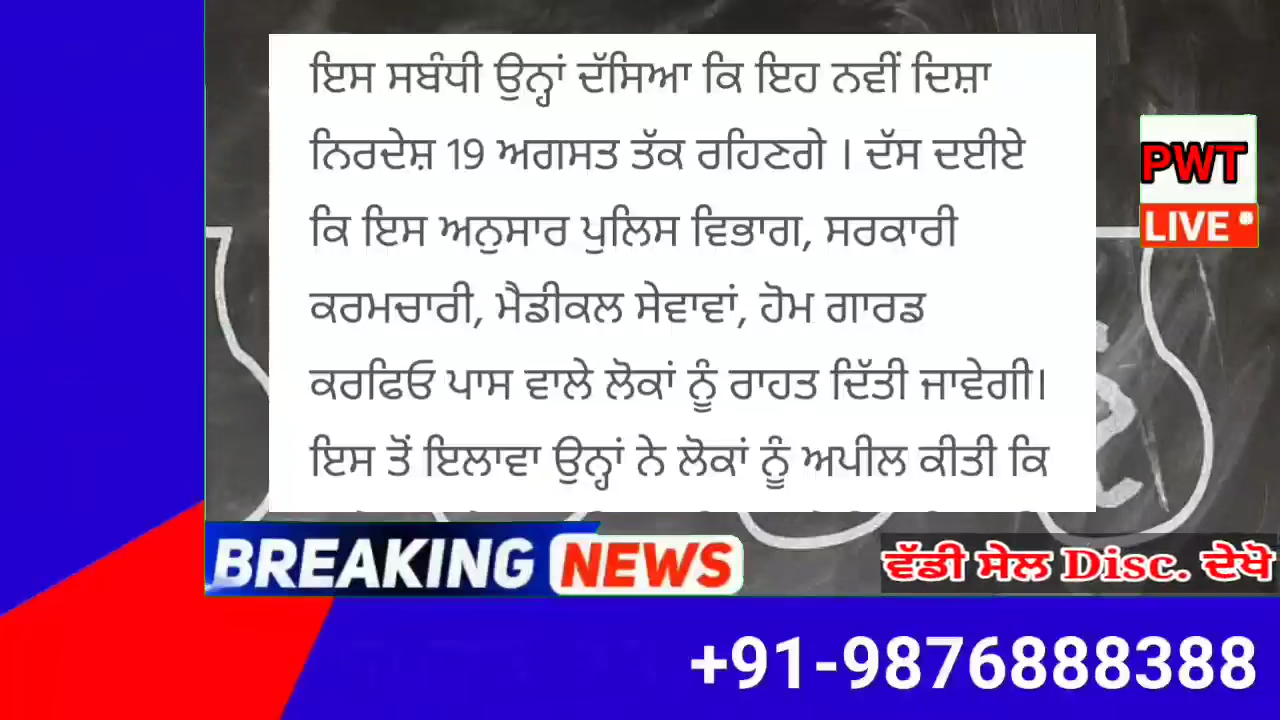 ਇਸ ਸਬੰਧੀ ਉਨ੍ਹਾਂ ਦੱਸਿਆ ਕਿ ਇਹ ਨਵੀਂ ਦਿਸ਼ਾ
ਨਿਰਦੇਸ਼ 19 ਅਗਸਤ ਤੱਕ ਰਹਿਣਗੇ । ਦੱਸ ਦਈਏ
ਕਿ ਇਸ ਅਨੁਸਾਰ ਪੁਲਿਸ ਵਿਭਾਗ, ਸਰਕਾਰੀ
ਕਰਮਚਾਰੀ, ਮੈਡੀਕਲ ਸੇਵਾਵਾਂ, ਹੋਮ ਗਾਰਡ
ਕਰਫਿਓ ਪਾਸ ਵਾਲੇ ਲੋਕਾਂ ਨੂੰ ਰਾਹਤ ਦਿੱਤੀ ਜਾਵੇਗੀ।
ਇਸ ਤੋਂ ਇਲਾਵਾ ਉਨ੍ਹਾਂ ਨੇ ਲੋਕਾਂ ਨੂੰ ਅਪੀਲ ਕੀਤੀ ਕਿ
PWT
LIVE
BREAKING NEWS
ਵੱਡੀ ਸੇਲ Disc. ਦੇਖੋ
+91-9876888388